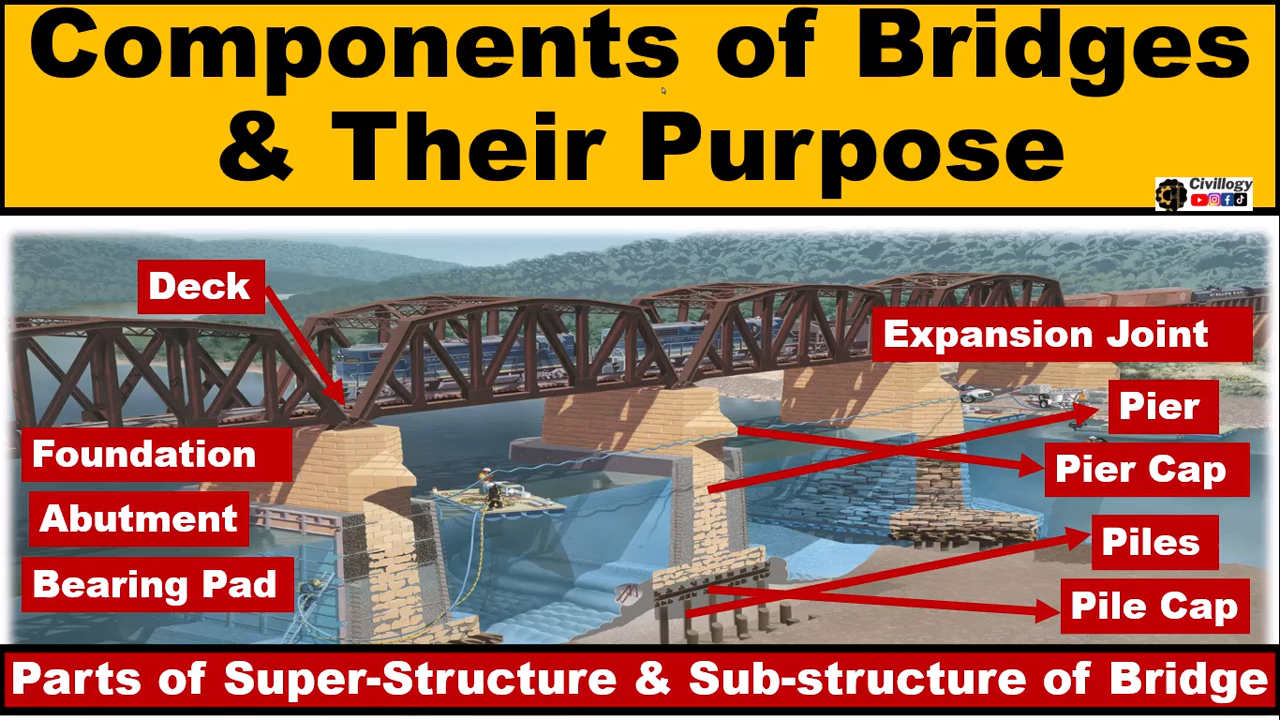 Components of Bridges
& Their Purpose
Civillogy
Deck
Expansion Joint
Pier
Foundation
Pier Cap
Abutment
Piles
Bearing Pad
Pile Cap
Parts of Super-Structure & Sub-structure of Bridge